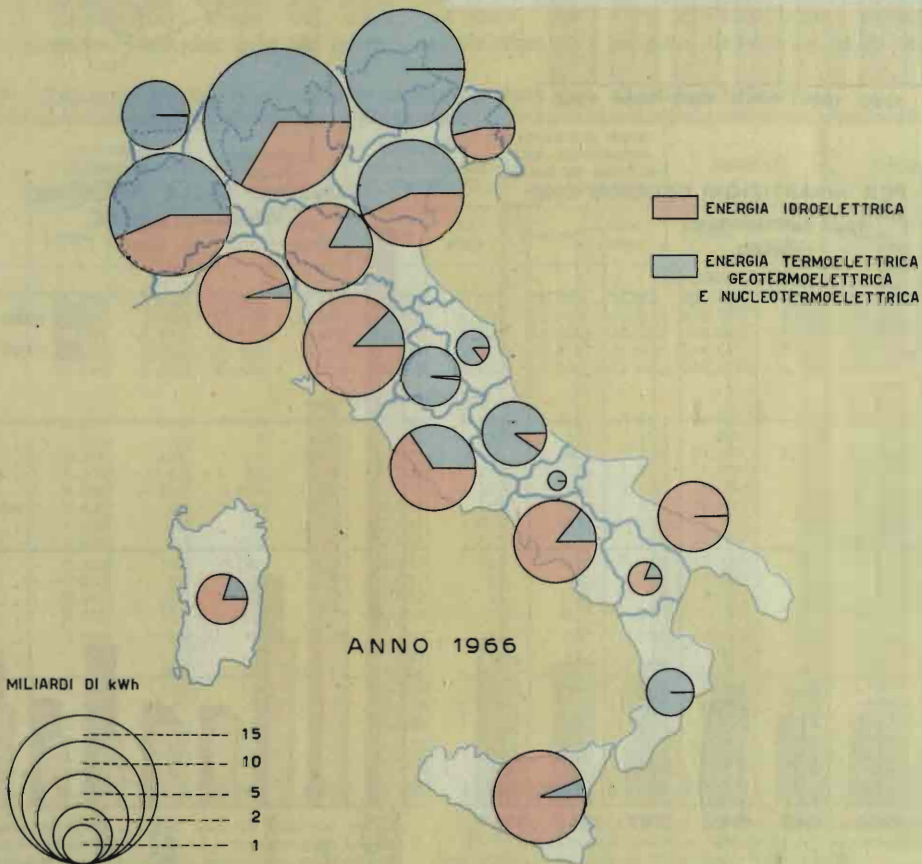 ENERGIA IDROELETTRICA
ENERGIA TERMOELETTRICA
GEOTERMOELETTRICA
E NUCLEOTERMOELETTRICA
ANNO 1966
MILIARDI DI kWh
15
10
5
2
1